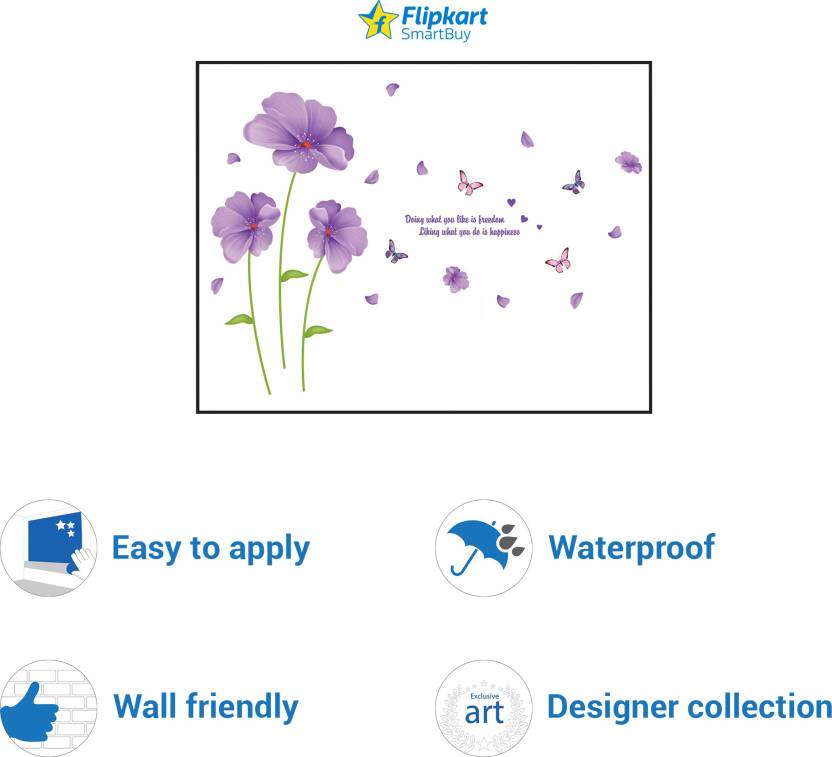 Flipkart
SmartBuy
Doing what you like is freedom
Liking what you do is happiness
Easy to apply
Waterproof
Wall friendly
Exclusive
art
Designer collection